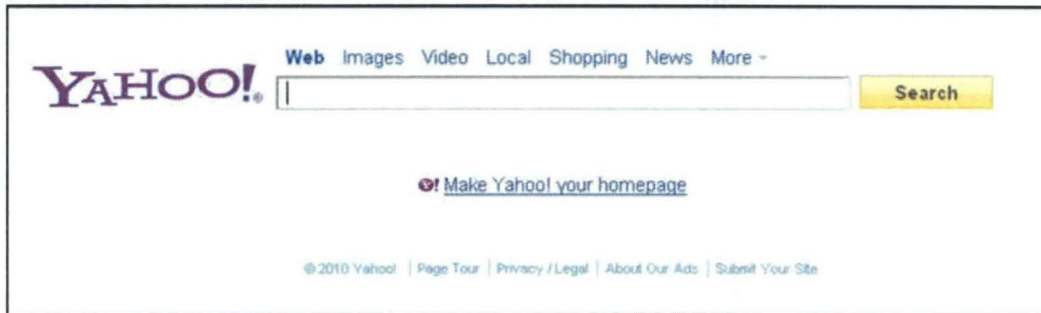 Web Images Video Local Shopping News More
YAHOO!® Search
Y! Make Yahoo! your homepage
© 2010 Yahoo! | Page Tour | Privacy / Legal | About Our Ads | Submit Your Site